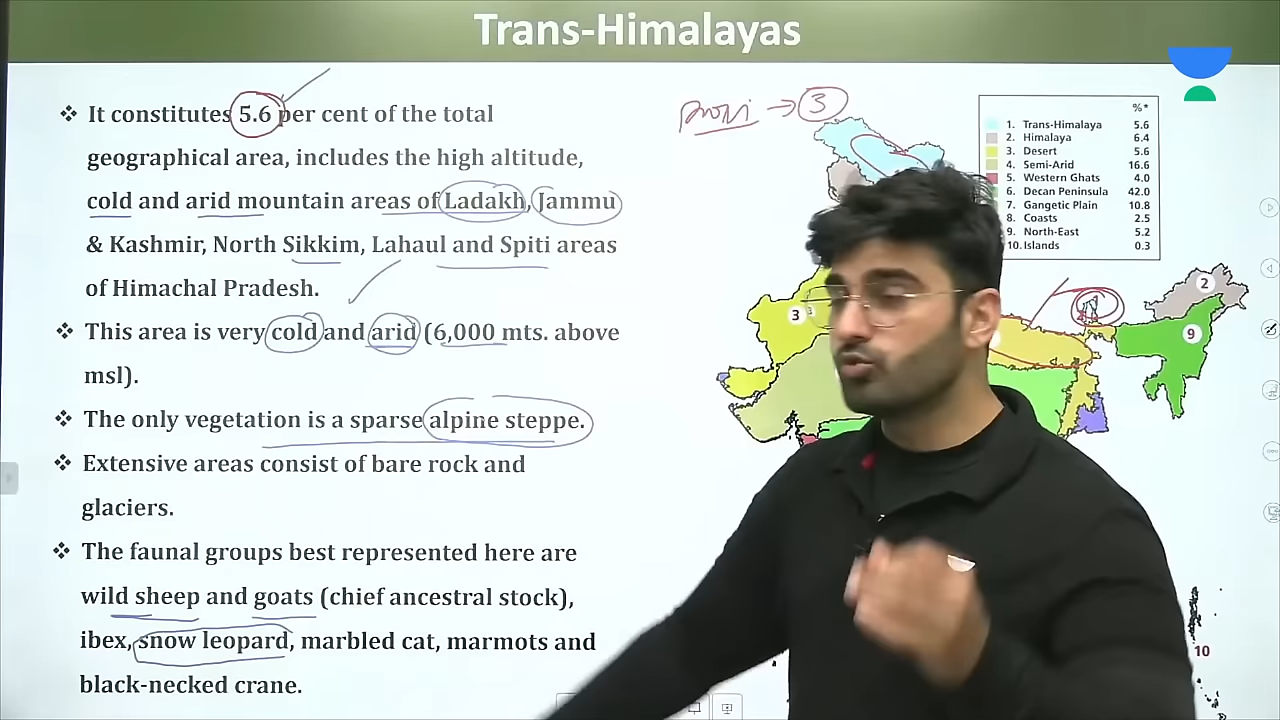 Trans-Himalayas
❖ It constitutes 5.6 per cent of the total
geographical area, includes the high altitude,
cold and arid mountain areas of Ladakh, Jammu
& Kashmir, North Sikkim, Lahaul and Spiti areas
of Himachal Pradesh.
❖ This area is very cold and arid (6,000 mts. above
msl).
❖ The only vegetation is a sparse alpine steppe.
❖ Extensive areas consist of bare rock and
glaciers.
❖ The faunal groups best represented here are
wild sheep and goats (chief ancestral stock),
ibex, snow leopard, marbled cat, marmots and
black-necked crane.
→ 3
%*
1. Trans-Himalaya 5.6
2. Himalaya 6.4
3. Desert 5.6
4. Semi-Arid 16.6
5. Western Ghats 4.0
6. Decan Peninsula 42.0
7. Gangetic Plain 10.8
8. Coasts 2.5
9. North-East 5.2
10. Islands 0.3
2
3
9
10